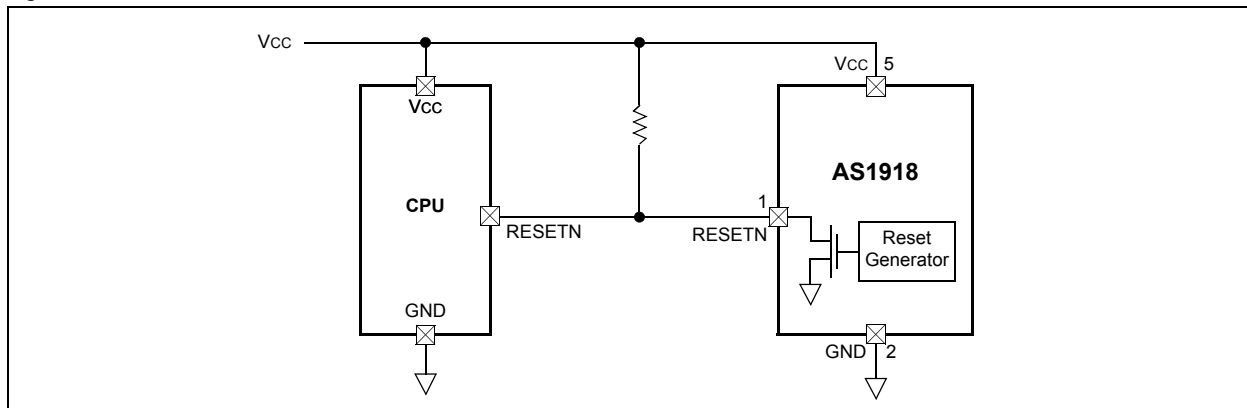 Vcc
Vcc 5
Vcc
AS1918
CPU
1
RESETN
RESETN
Reset
Generator
GND
GND 2